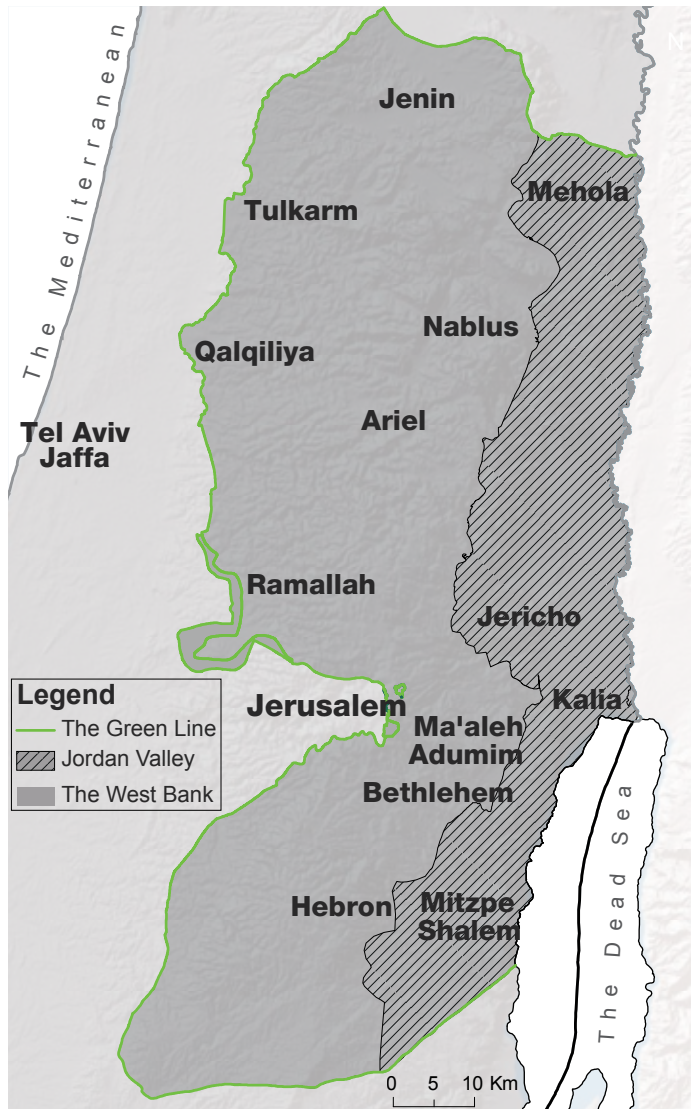 N
Jenin
Mehola
Tulkarm
The Mediterranean
Nablus
Qalqiliya
Ariel
Tel Aviv
Jaffa
Ramallah
Jericho
Legend
The Green Line
Jordan Valley
The West Bank
Jerusalem
Kalia
Ma'aleh
Adumim
Bethlehem
Hebron
Mitzpe
Shalem
The Dead Sea
0 5 10 Km